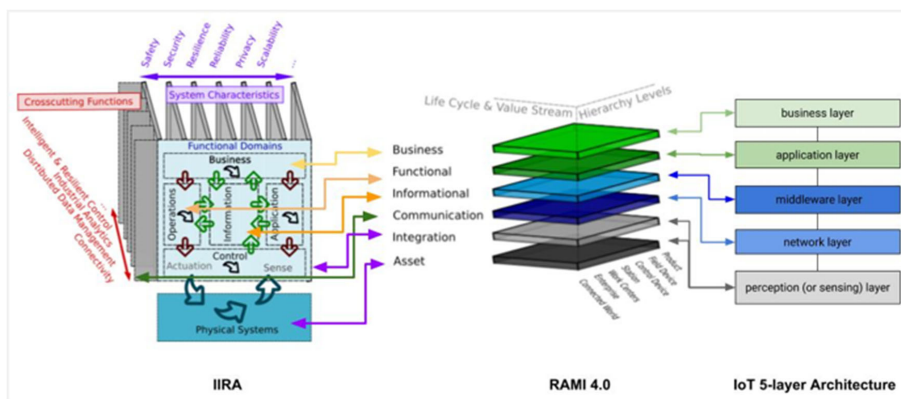 Safety
Security
Resilience
Reliability
Privacy
Scalability
...
Crosscutting Functions
System Characteristics
Intelligent & Resilient Control
Industrial Analytics
Disrtibuted Data Management
Connectivity
...
Functional Domains
Business
Operations
Information
Application
Control
Actuation
Sense
Physical Systems
IIRA
Business
Functional
Informational
Communication
Integration
Asset
Life Cycle & Value Stream
Hierarchy Levels
Product
Field Device
Control Device
Station
Work Centers
Enterprise
Connected World
RAMI 4.0
business layer
application layer
middleware layer
network layer
perception (or sensing) layer
IoT 5-layer Architecture